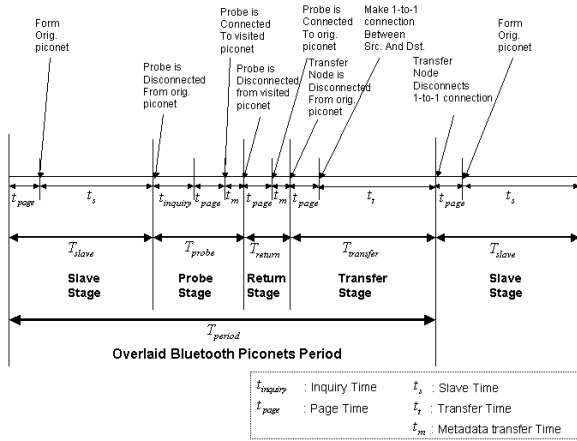 Form
Orig.
piconet
Probe is
Disconnected
From orig.
piconet
Probe is
Connected
To visited
piconet
Probe is
Disconnected
from visited
piconet
Probe is
Connected
To orig.
piconet
Transfer
Node is
Disconnected
From orig.
piconet
Make 1-to-1
connection
Between
Src. And Dst.
Transfer
Node
Disconnects
1-to-1 connection
Form
Orig.
piconet
t_page t_s t_inquiry t_page t_m t_page t_m t_page t_t t_page t_s
T_slave T_probe T_return T_transfer T_slave
Slave
Stage
Probe
Stage
Return
Stage
Transfer
Stage
Slave
Stage
T_period
Overlaid Bluetooth Piconets Period
t_inquiry : Inquiry Time
t_page : Page Time
t_s : Slave Time
t_t : Transfer Time
t_m : Metadata transfer Time